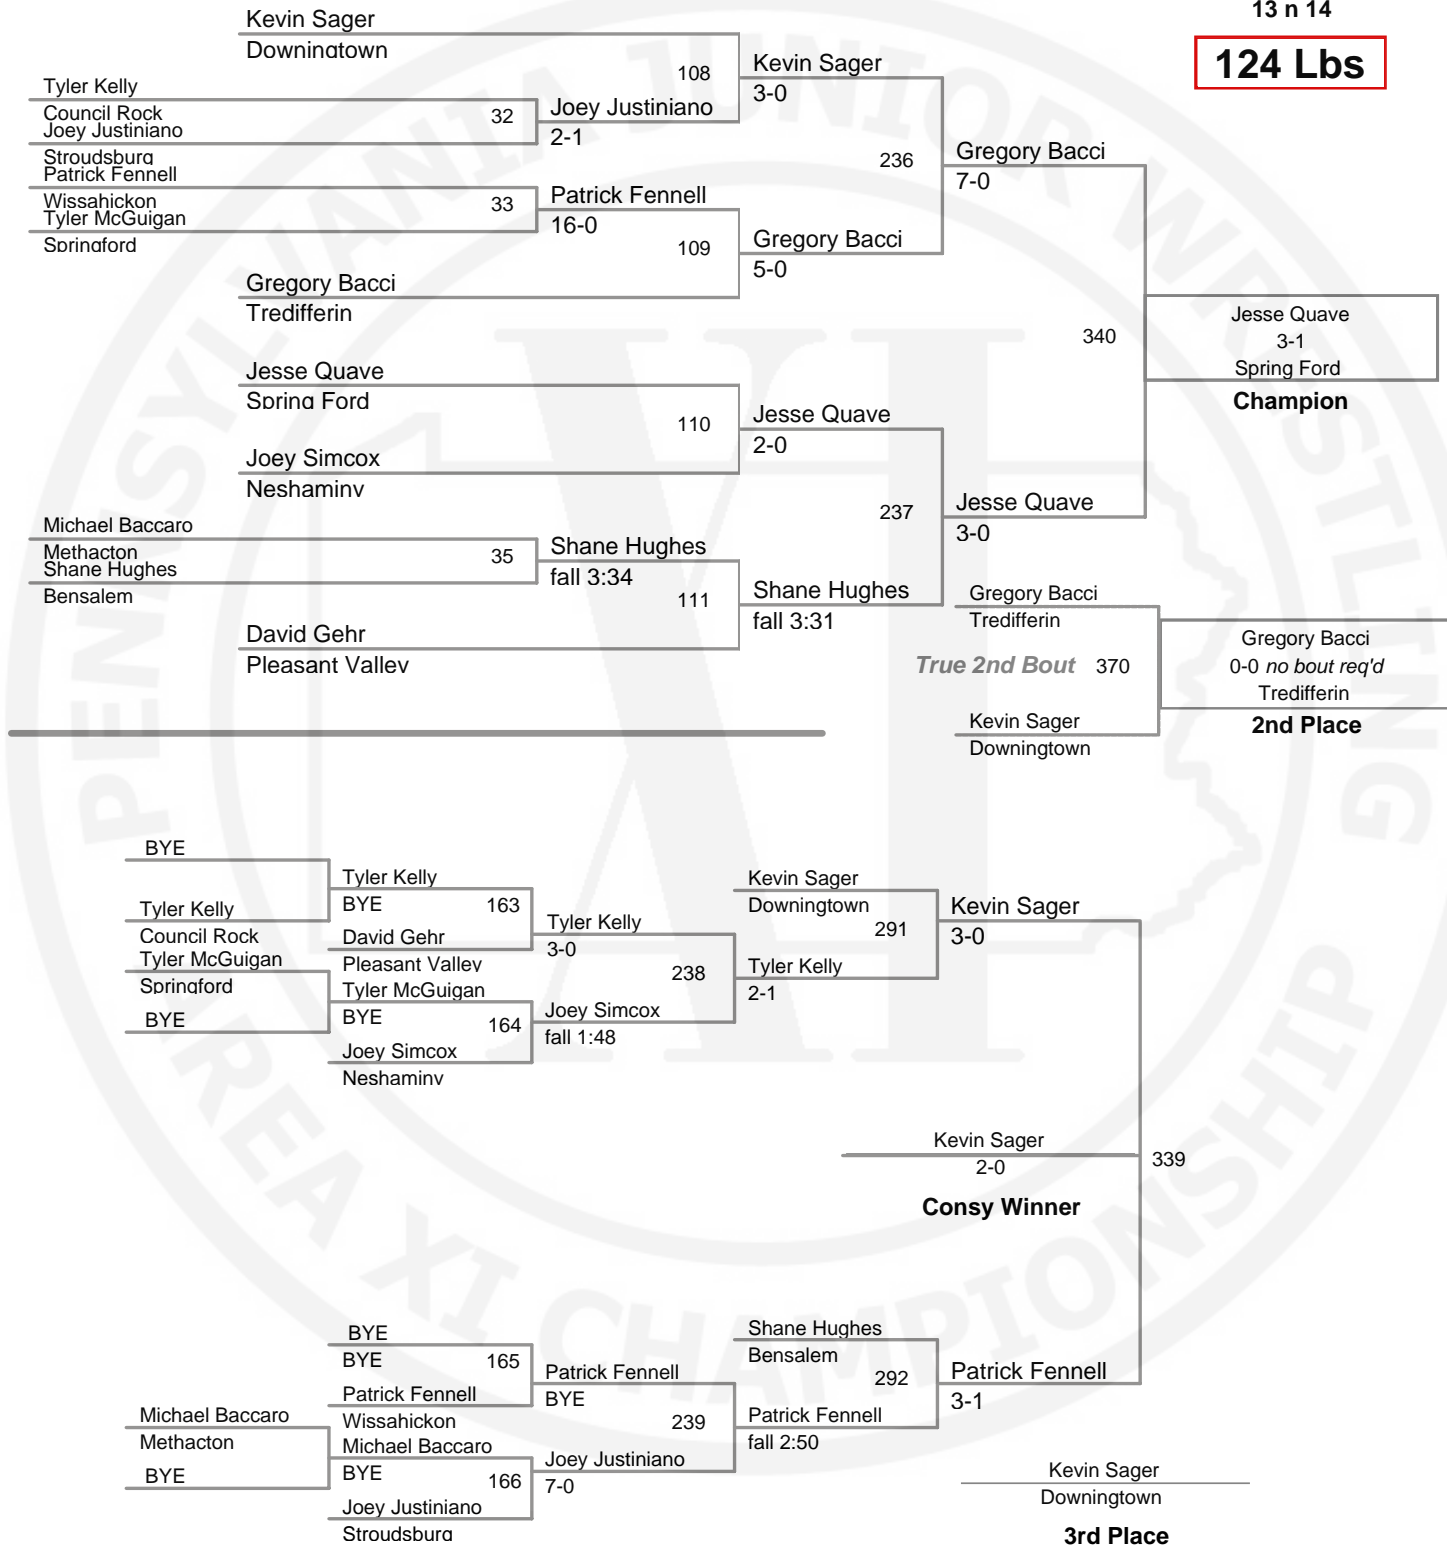 13 n 14
124 Lbs
Kevin Sager
Downingtown
108
Kevin Sager
3-0
Tyler Kelly
Council Rock
Joey Justiniano
Stroudsburg
32
Joey Justiniano
2-1
236
Gregory Bacci
7-0
Patrick Fennell
Wissahickon
Tyler McGuigan
Springford
33
Patrick Fennell
16-0
109
Gregory Bacci
5-0
Gregory Bacci
Tredifferin
340
Jesse Quave
3-1
Spring Ford
Champion
Jesse Quave
Spring Ford
110
Jesse Quave
2-0
Joey Simcox
Neshaminy
237
Jesse Quave
3-0
Michael Baccaro
Methacton
Shane Hughes
Bensalem
35
Shane Hughes
fall 3:34
111
Shane Hughes
fall 3:31
David Gehr
Pleasant Valley
Gregory Bacci
Tredifferin
True 2nd Bout 370
Kevin Sager
Downingtown
Gregory Bacci
0-0 no bout req'd
Tredifferin
2nd Place
BYE
Tyler Kelly
Council Rock
Tyler McGuigan
Springford
BYE
Tyler Kelly
BYE
163
David Gehr
Pleasant Valley
Tyler McGuigan
BYE
164
Joey Simcox
Neshaminy
Tyler Kelly
3-0
238
Joey Simcox
fall 1:48
Kevin Sager
Downingtown
291
Tyler Kelly
2-1
Kevin Sager
3-0
Kevin Sager
2-0
339
Consy Winner
BYE
BYE
165
Patrick Fennell
Wissahickon
Michael Baccaro
Methacton
BYE
Michael Baccaro
BYE
166
Joey Justiniano
Stroudsburg
Patrick Fennell
BYE
239
Joey Justiniano
7-0
Shane Hughes
Bensalem
292
Patrick Fennell
fall 2:50
Patrick Fennell
3-1
Kevin Sager
Downingtown
3rd Place
PENNSYLVANIA JUNIOR WRESTLING
AREA XI CHAMPIONSHIP
XI